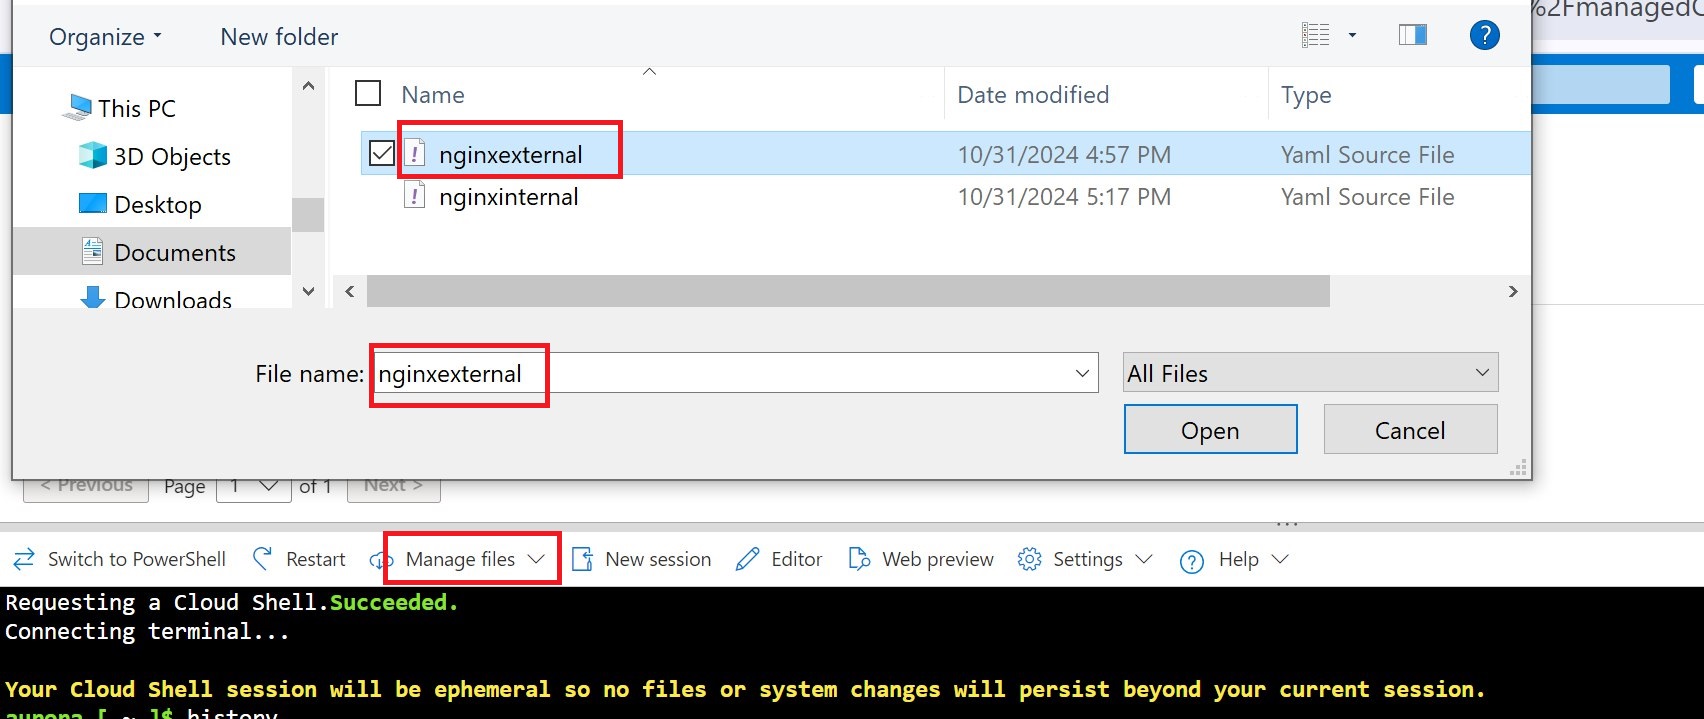 %2FmanagedC
Organize New folder ?
Name Date modified Type
This PC
3D Objects
Desktop
Documents
Downloads
! nginxexternal 10/31/2024 4:57 PM Yaml Source File
! nginxinternal 10/31/2024 5:17 PM Yaml Source File
File name: nginxexternal All Files
Open Cancel
< Previous Page 1 of 1 Next >
Switch to PowerShell Restart Manage files New session Editor Web preview Settings ? Help
Requesting a Cloud Shell.Succeeded.
Connecting terminal...
Your Cloud Shell session will be ephemeral so no files or system changes will persist beyond your current session.
aurora [ ~ ]$ history